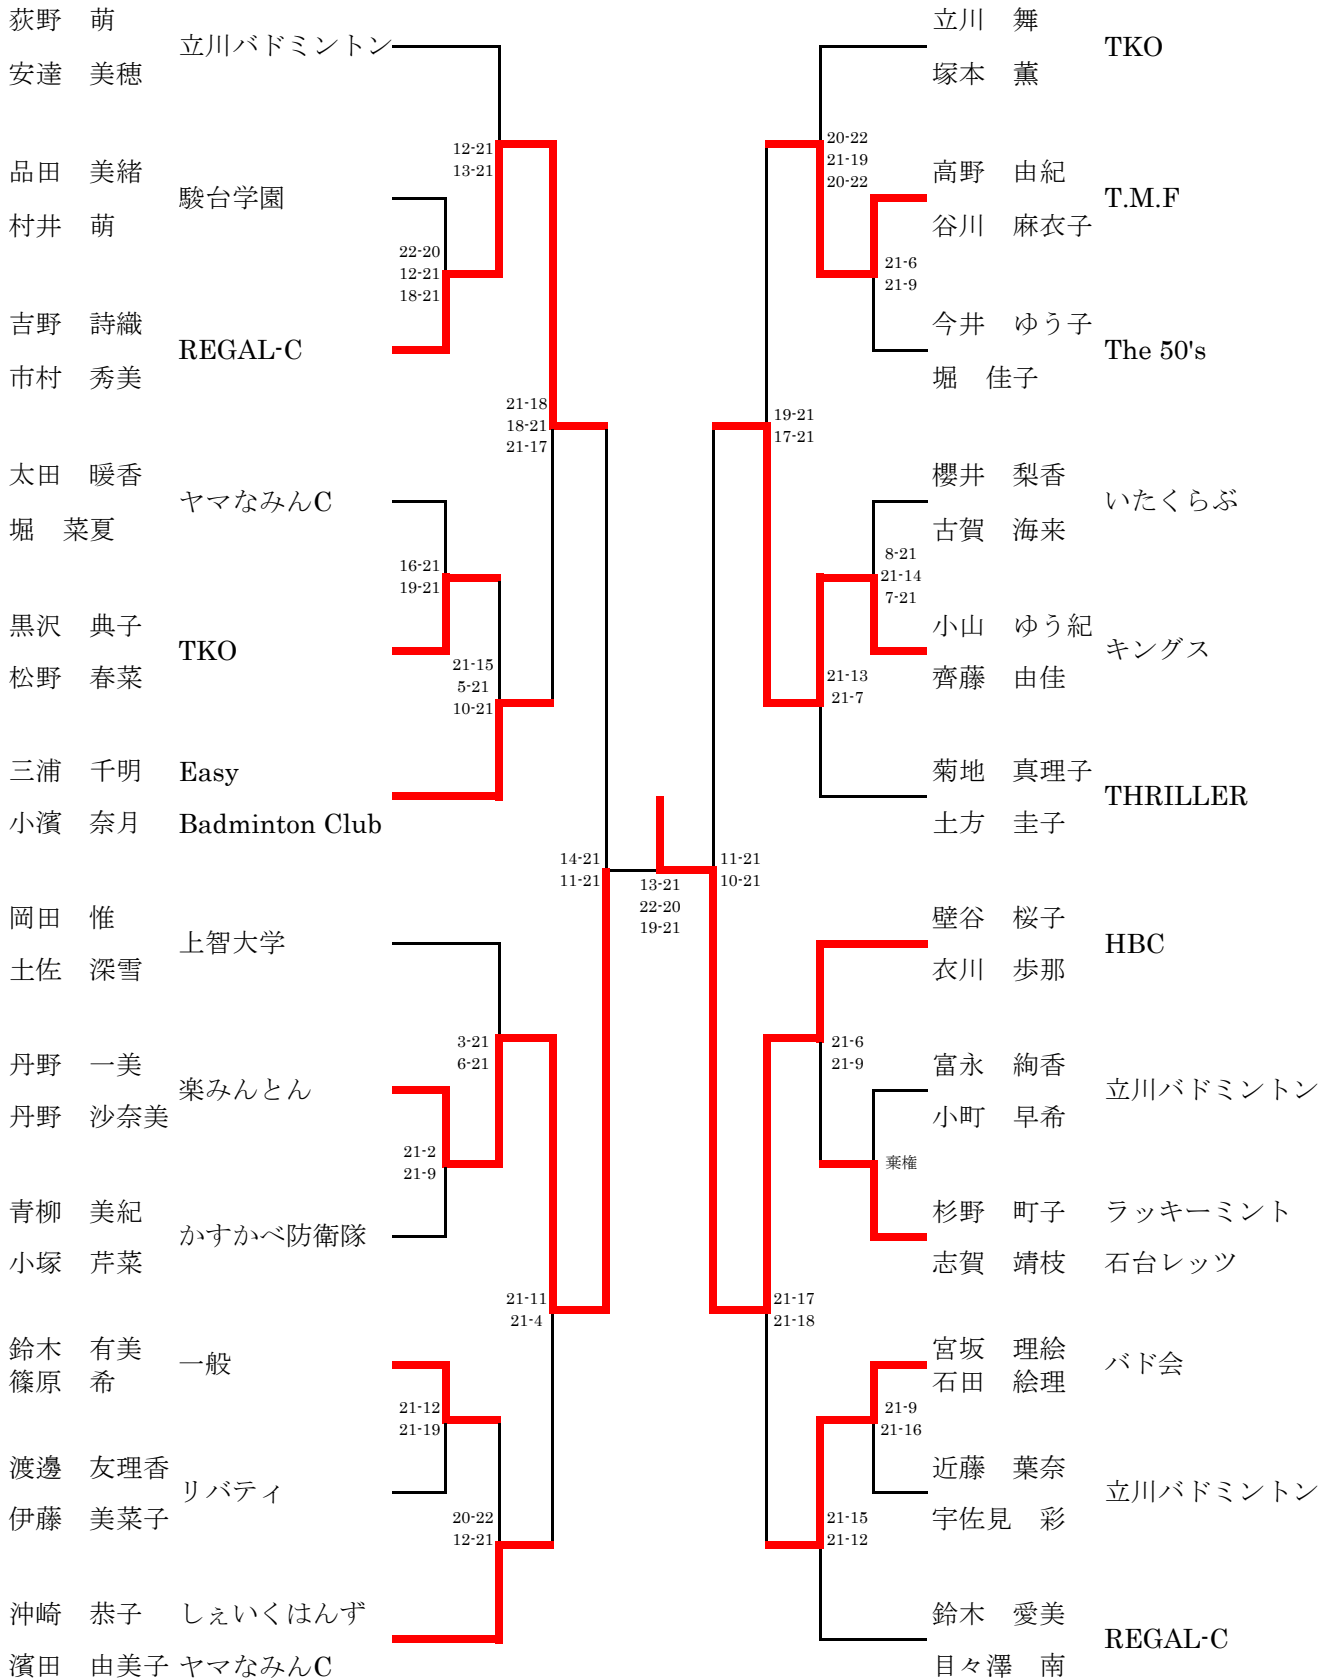 荻野　萌
安達　美穂
立川バドミントン
12-21
13-21
品田　美緒
村井　萌
駿台学園
22-20
12-21
18-21
吉野　詩織
市村　秀美
REGAL-C
21-18
18-21
21-17
太田　暖香
堀　菜夏
ヤマなみんC
16-21
19-21
黒沢　典子
松野　春菜
TKO
21-15
5-21
10-21
三浦　千明
小濱　奈月
Easy
Badminton Club
14-21
11-21
岡田　惟
土佐　深雪
上智大学
3-21
6-21
丹野　一美
丹野　沙奈美
楽みんとん
21-2
21-9
青柳　美紀
小塚　芹菜
かすかべ防衛隊
21-11
21-4
鈴木　有美
篠原　希
一般
21-12
21-19
渡邊　友理香
伊藤　美菜子
リバティ
20-22
12-21
沖崎　恭子
濱田　由美子
しぇいくはんず
ヤマなみんC
13-21
22-20
19-21
立川　舞
塚本　薫
TKO
20-22
21-19
20-22
高野　由紀
谷川　麻衣子
T.M.F
21-6
21-9
今井　ゆう子
堀　佳子
The 50's
19-21
17-21
櫻井　梨香
古賀　海来
いたくらぶ
8-21
21-14
7-21
小山　ゆう紀
齊藤　由佳
キングス
21-13
21-7
菊地　真理子
土方　圭子
THRILLER
11-21
10-21
壁谷　桜子
衣川　歩那
HBC
21-6
21-9
富永　絢香
小町　早希
立川バドミントン
棄権
杉野　町子
志賀　靖枝
ラッキーミント
石台レッツ
21-17
21-18
宮坂　理絵
石田　絵理
バド会
21-9
21-16
近藤　葉奈
宇佐見　彩
立川バドミントン
21-15
21-12
鈴木　愛美
目々澤　南
REGAL-C